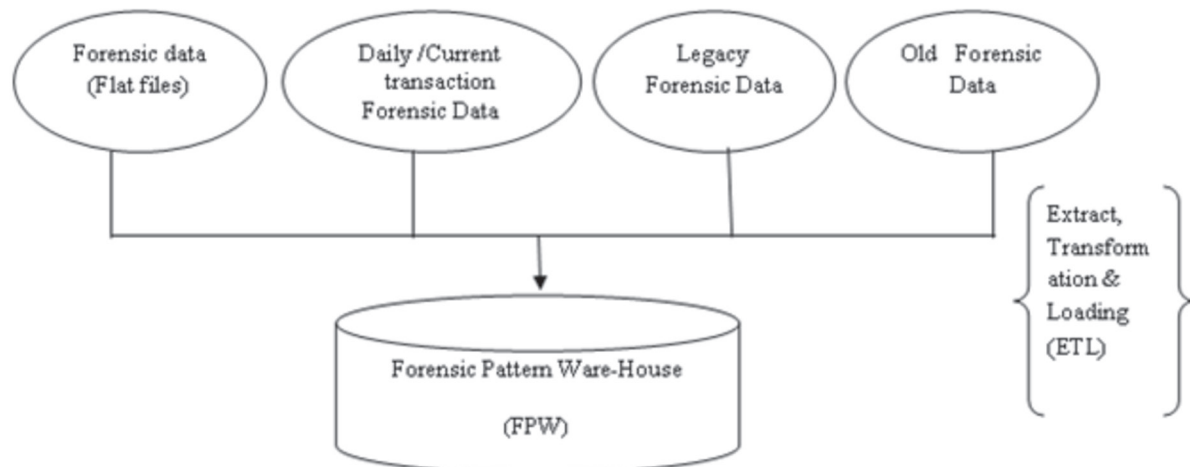 Forensic data
(Flat files)
Daily /Current
transaction
Forensic Data
Legacy
Forensic Data
Old Forensic
Data
Extract,
Transform
ation &
Loading
(ETL)
Forensic Pattern Ware-House
(FPW)